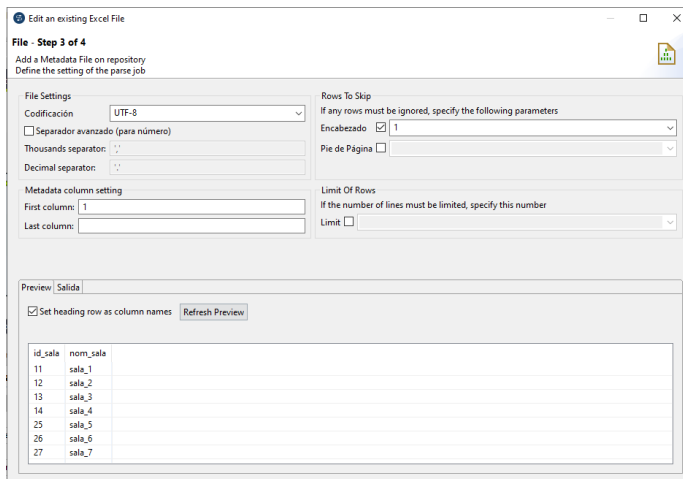 Edit an existing Excel File
File - Step 3 of 4
Add a Metadata File on repository
Define the setting of the parse job
File Settings
Codificación UTF-8
Separador avanzado (para número)
Thousands separator: ','
Decimal separator: '.'
Rows To Skip
If any rows must be ignored, specify the following parameters
Encabezado 1
Pie de Página
Metadata column setting
First column: 1
Last column:
Limit Of Rows
If the number of lines must be limited, specify this number
Limit
Preview Salida
Set heading row as column names Refresh Preview
id_sala nom_sala
11 sala_1
12 sala_2
13 sala_3
14 sala_4
25 sala_5
26 sala_6
27 sala_7